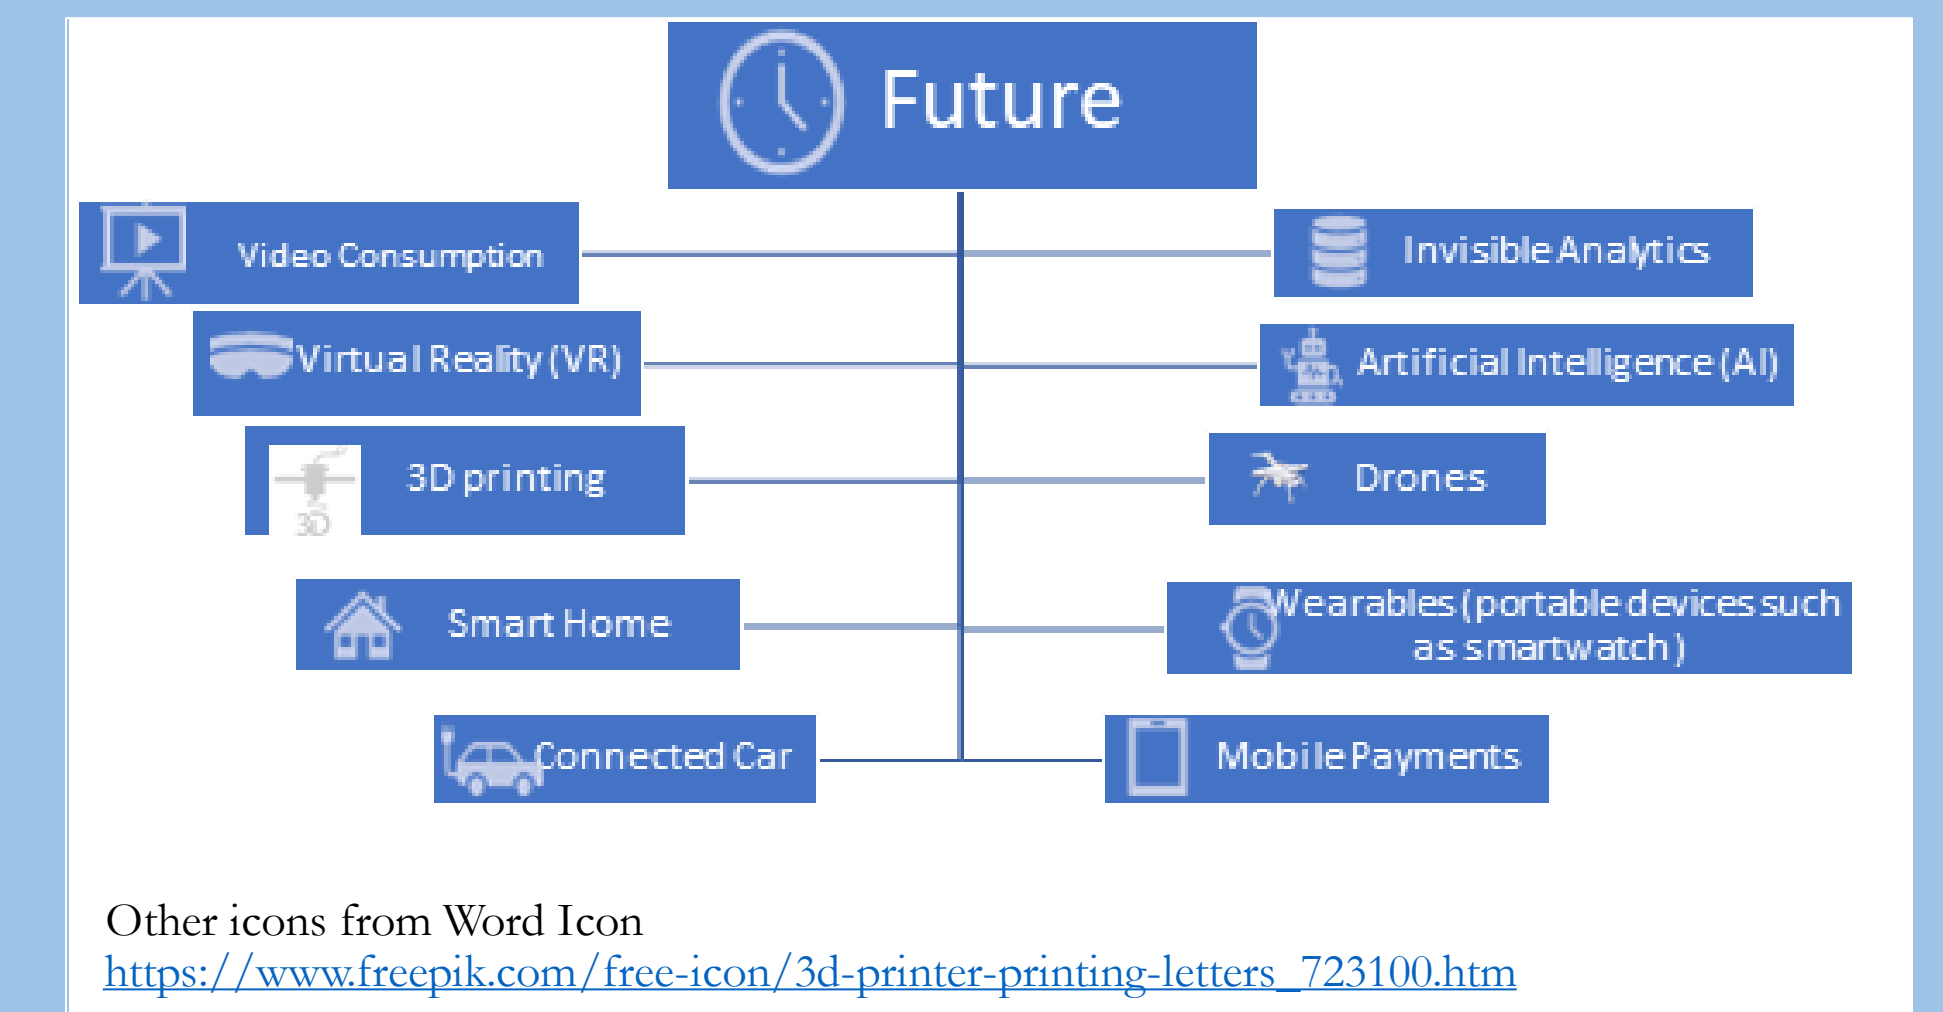 Future
Video Consumption
Invisible Analytics
Virtual Reality (VR)
Artificial Intelligence (AI)
3D printing
3D
Drones
Smart Home
Wearables (portable devices such
as smartwatch)
Connected Car
Mobile Payments
Other icons from Word Icon
https://www.freepik.com/free-icon/3d-printer-printing-letters_723100.htm